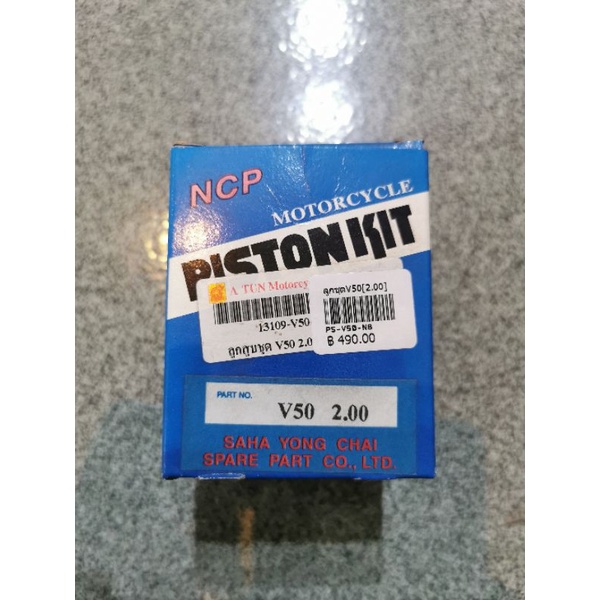 NCP
MOTORCYCLE
PISTON KIT
A TUN Motorcy
13109-V50
ลูกสูบชุด V50 2.0
ลูกชุดV50[2.00]
PS-V50-N8
฿ 490.00
PART NO.
V50 2.00
SAHA YONG CHAI
SPARE PART CO., LTD.